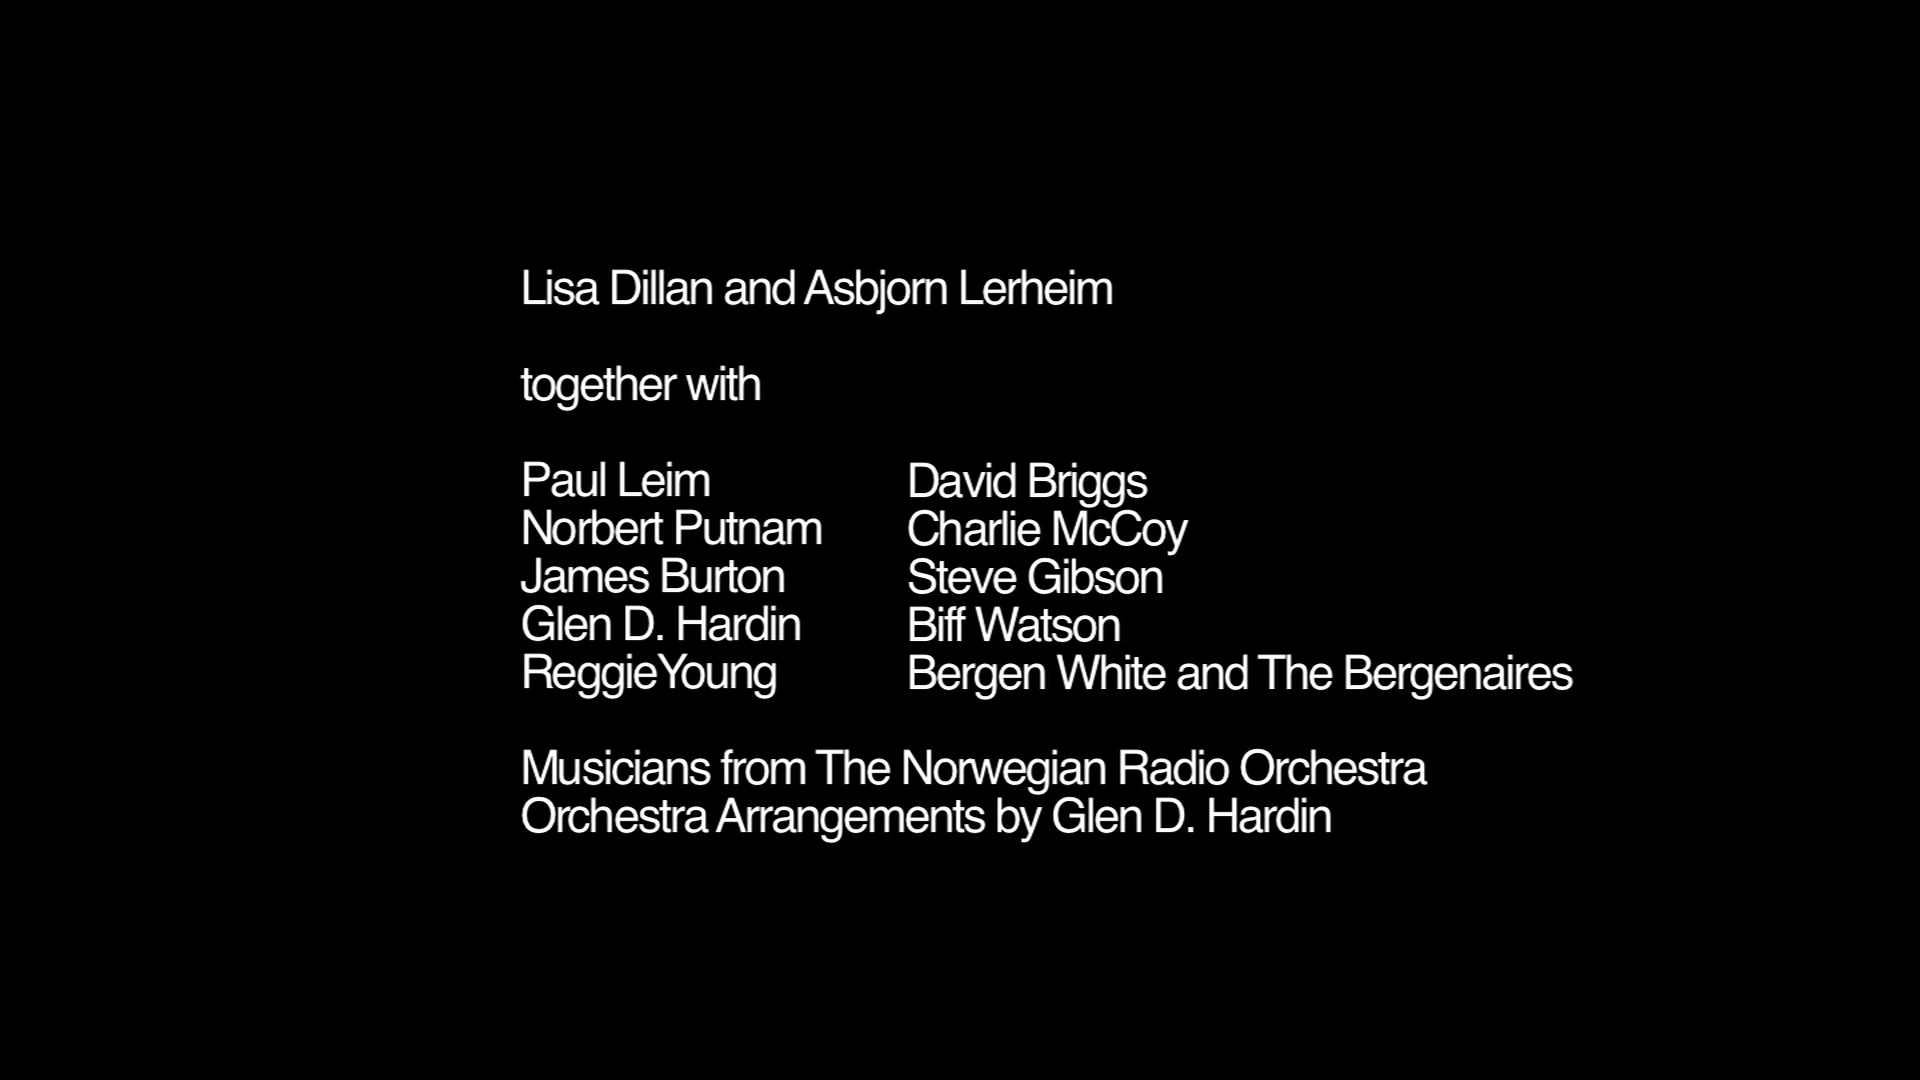 Lisa Dillan and Asbjorn Lerheim
together with
Paul Leim
Norbert Putnam
James Burton
Glen D. Hardin
ReggieYoung
David Briggs
Charlie McCoy
Steve Gibson
Biff Watson
Bergen White and The Bergenaires
Musicians from The Norwegian Radio Orchestra
Orchestra Arrangements by Glen D. Hardin